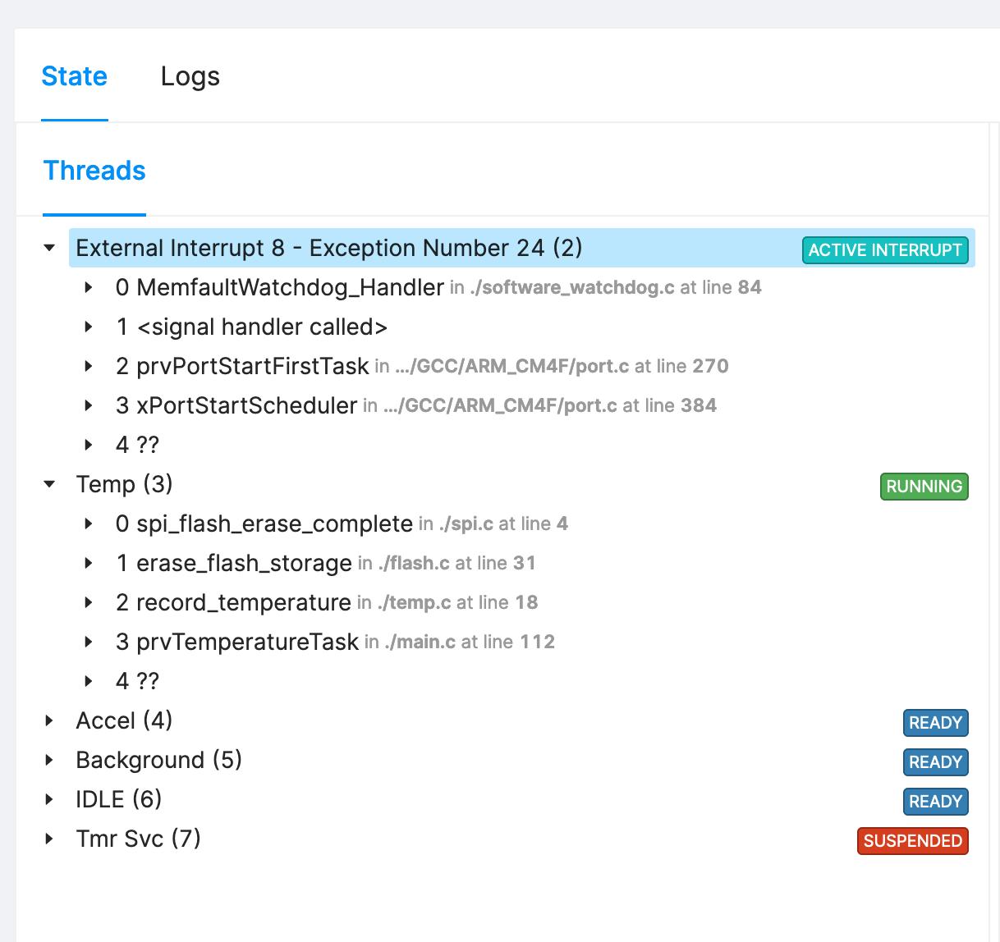 State Logs
Threads
External Interrupt 8 - Exception Number 24 (2) ACTIVE INTERRUPT
0 MemfaultWatchdog_Handler in ./software_watchdog.c at line 84
1 <signal handler called>
2 prvPortStartFirstTask in .../GCC/ARM_CM4F/port.c at line 270
3 xPortStartScheduler in .../GCC/ARM_CM4F/port.c at line 384
4 ??
Temp (3) RUNNING
0 spi_flash_erase_complete in ./spi.c at line 4
1 erase_flash_storage in ./flash.c at line 31
2 record_temperature in ./temp.c at line 18
3 prvTemperatureTask in ./main.c at line 112
4 ??
Accel (4) READY
Background (5) READY
IDLE (6) READY
Tmr Svc (7) SUSPENDED